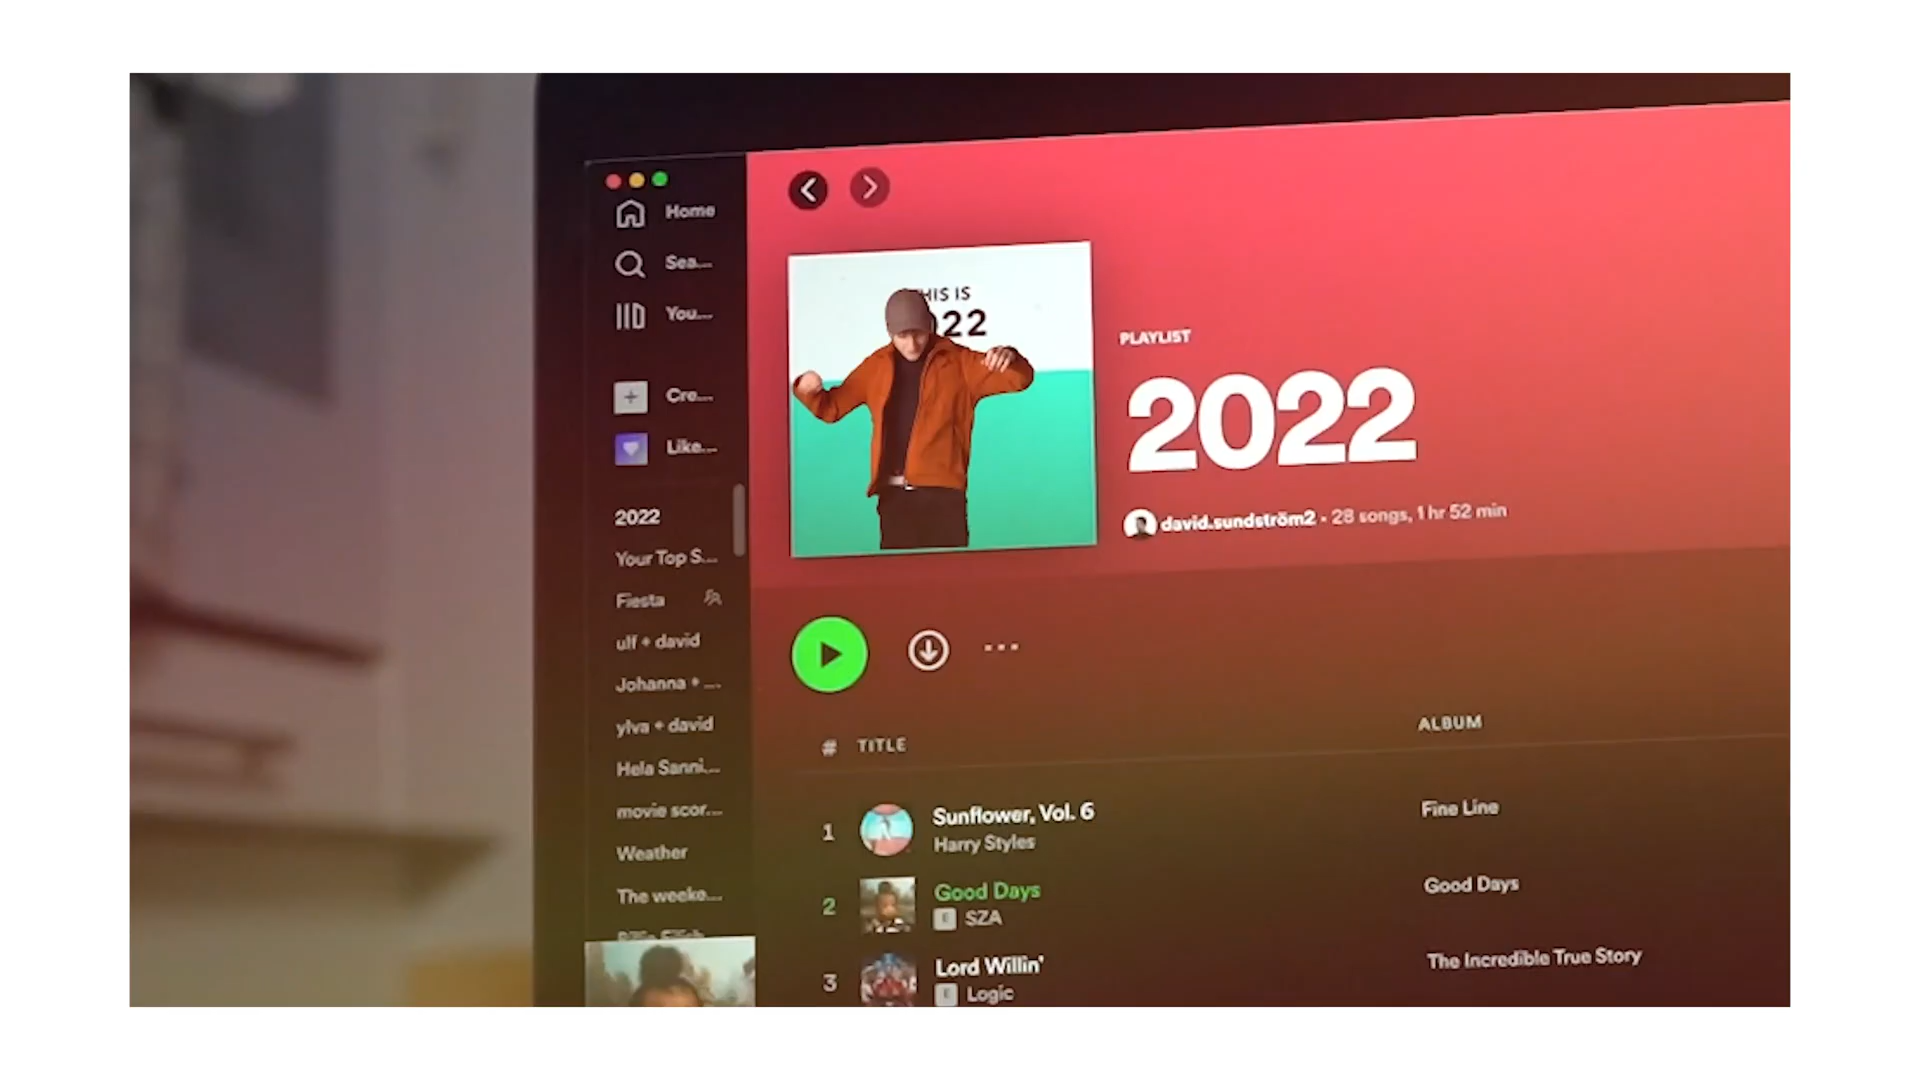 Home
Sea...
You...
Cre...
Like...
2022
Your Top S...
Fiesta
ulf + david
Johanna + ...
ylva + david
Hela Sanni...
movie scor...
Weather
The weeke...
HIS IS
022
PLAYLIST
2022
david.sundström2 • 28 songs, 1 hr 52 min
# TITLE ALBUM
1 Sunflower, Vol. 6 Fine Line
Harry Styles
2 Good Days Good Days
E SZA
3 Lord Willin' The Incredible True Story
E Logic